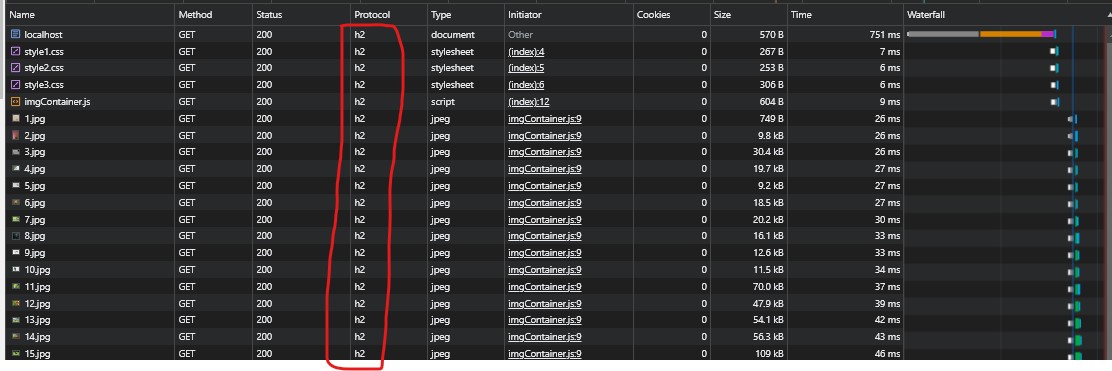 Name Method Status Protocol Type Initiator Cookies Size Time Waterfall
localhost GET 200 h2 document Other 0 570 B 751 ms
style1.css GET 200 h2 stylesheet (index):4 0 267 B 7 ms
style2.css GET 200 h2 stylesheet (index):5 0 253 B 6 ms
style3.css GET 200 h2 stylesheet (index):6 0 306 B 6 ms
imgContainer.js GET 200 h2 script (index):12 0 604 B 9 ms
1.jpg GET 200 h2 jpeg imgContainer.js:9 0 749 B 26 ms
2.jpg GET 200 h2 jpeg imgContainer.js:9 0 9.8 kB 26 ms
3.jpg GET 200 h2 jpeg imgContainer.js:9 0 30.4 kB 26 ms
4.jpg GET 200 h2 jpeg imgContainer.js:9 0 19.7 kB 27 ms
5.jpg GET 200 h2 jpeg imgContainer.js:9 0 9.2 kB 27 ms
6.jpg GET 200 h2 jpeg imgContainer.js:9 0 18.5 kB 27 ms
7.jpg GET 200 h2 jpeg imgContainer.js:9 0 20.2 kB 30 ms
8.jpg GET 200 h2 jpeg imgContainer.js:9 0 16.1 kB 33 ms
9.jpg GET 200 h2 jpeg imgContainer.js:9 0 12.6 kB 33 ms
10.jpg GET 200 h2 jpeg imgContainer.js:9 0 11.5 kB 34 ms
11.jpg GET 200 h2 jpeg imgContainer.js:9 0 70.0 kB 37 ms
12.jpg GET 200 h2 jpeg imgContainer.js:9 0 47.9 kB 39 ms
13.jpg GET 200 h2 jpeg imgContainer.js:9 0 54.1 kB 42 ms
14.jpg GET 200 h2 jpeg imgContainer.js:9 0 56.3 kB 43 ms
15.jpg GET 200 h2 jpeg imgContainer.js:9 0 109 kB 46 ms